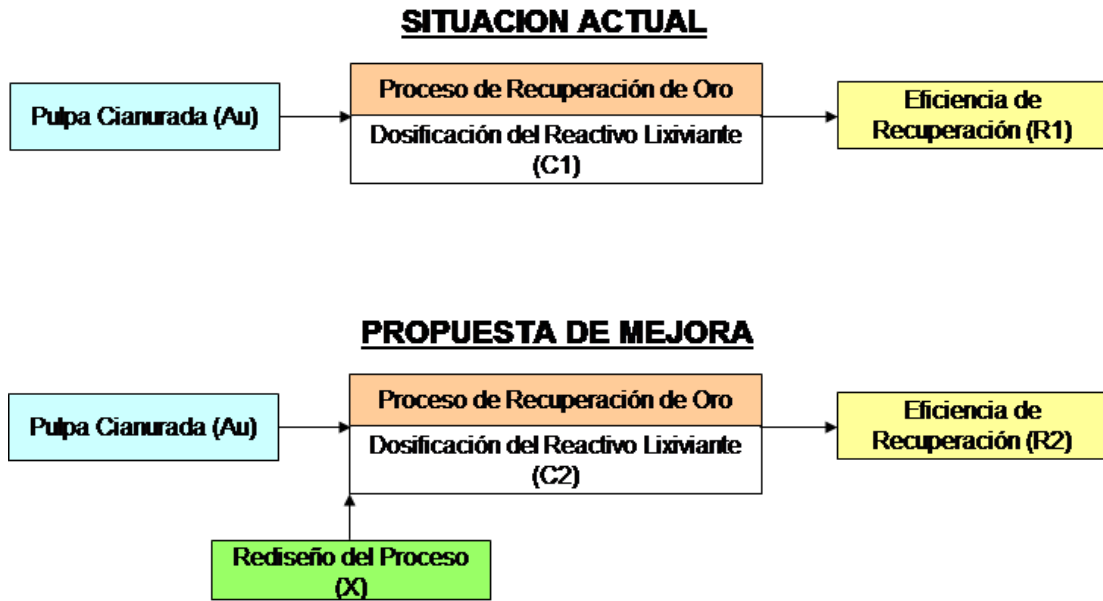 SITUACION ACTUAL
Pulpa Cianurada (Au)
Proceso de Recuperación de Oro
Dosificación del Reactivo Lixiviante
(C1)
Eficiencia de
Recuperación (R1)
PROPUESTA DE MEJORA
Pulpa Cianurada (Au)
Proceso de Recuperación de Oro
Dosificación del Reactivo Lixiviante
(C2)
Eficiencia de
Recuperación (R2)
Rediseño del Proceso
(X)